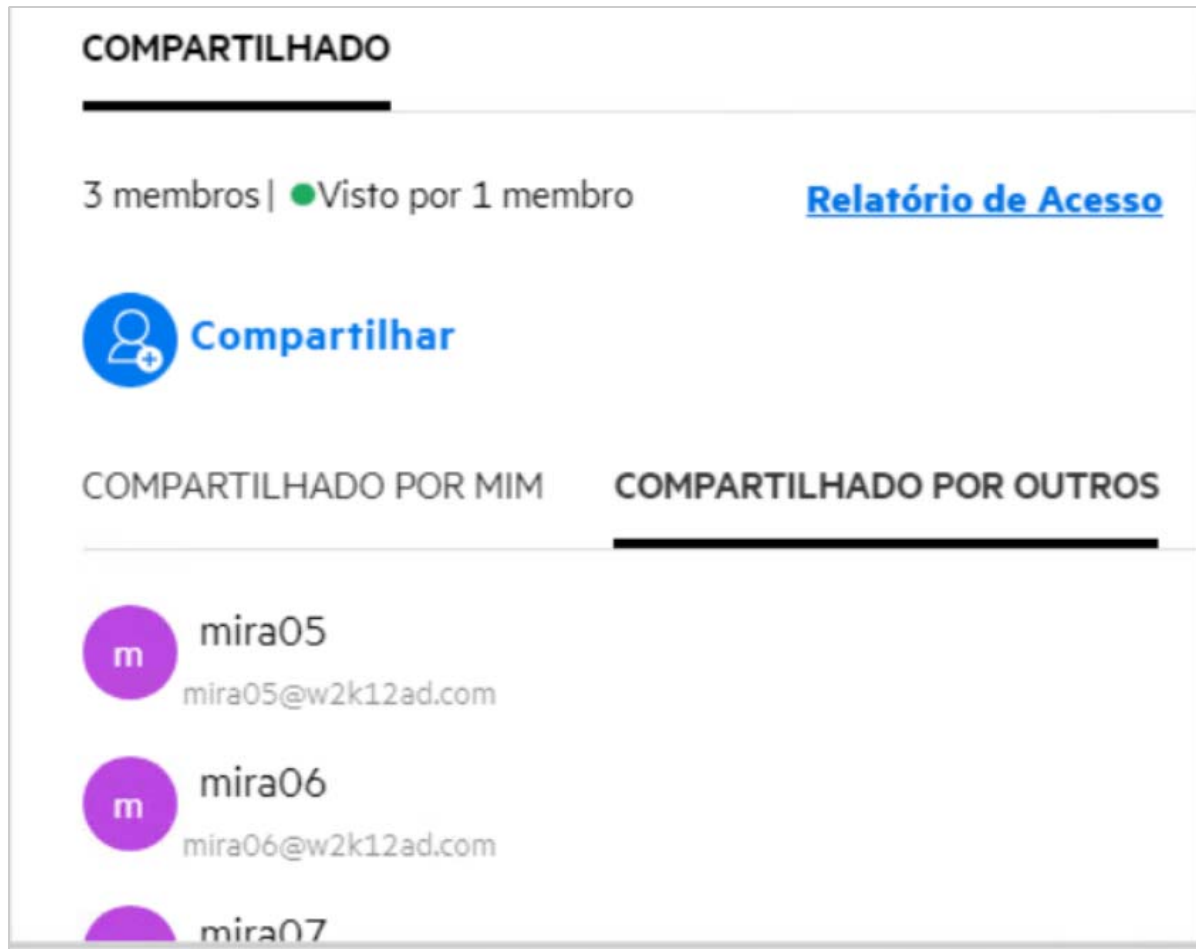 COMPARTILHADO
3 membros| Visto por 1 membro Relatório de Acesso
Compartilhar
COMPARTILHADO POR MIM COMPARTILHADO POR OUTROS
m mira05
mira05@w2k12ad.com
m mira06
mira06@w2k12ad.com
mira07